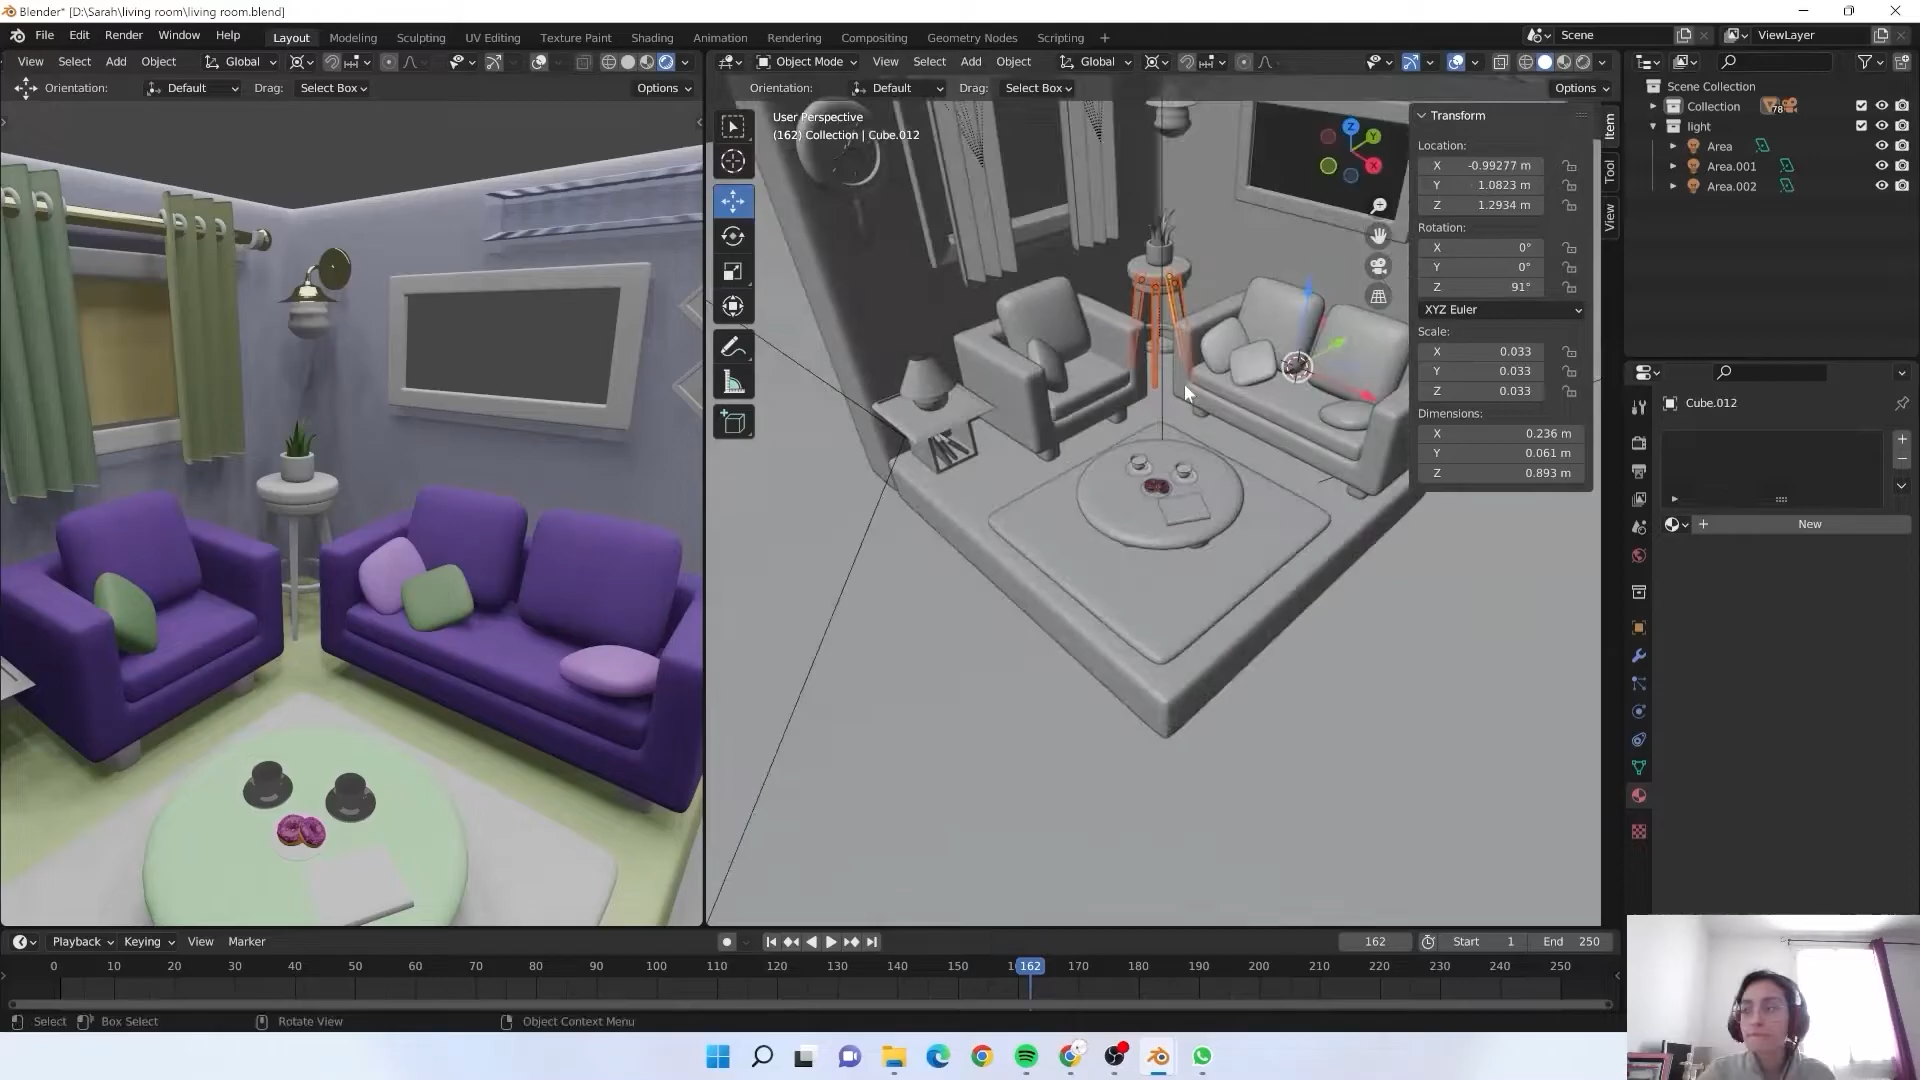 Blender* [D:\Sarah\living room\living room.blend]
File Edit Render Window Help Layout Modeling Sculpting UV Editing Texture Paint Shading Animation Rendering Compositing Geometry Nodes Scripting + Scene ViewLayer
View Select Add Object Global Object Mode View Select Add Object Global
Orientation: Default Drag: Select Box Options Orientation: Default Drag: Select Box Options
User Perspective
(162) Collection | Cube.012
Z
Y
X
Transform
Location:
X -0.99277 m
Y 1.0823 m
Z 1.2934 m
Rotation:
X 0°
Y 0°
Z 91°
XYZ Euler
Scale:
X 0.033
Y 0.033
Z 0.033
Dimensions:
X 0.236 m
Y 0.061 m
Z 0.893 m
Item
Tool
View
Scene Collection
Collection 78
light
Area
Area.001
Area.002
Cube.012
+ New
Playback Keying View Marker 162 Start 1 End 250
0 10 20 30 40 50 60 70 80 90 100 110 120 130 140 150 162 170 180 190 200 210 220 230 240 250
Select Box Select Rotate View Object Context Menu